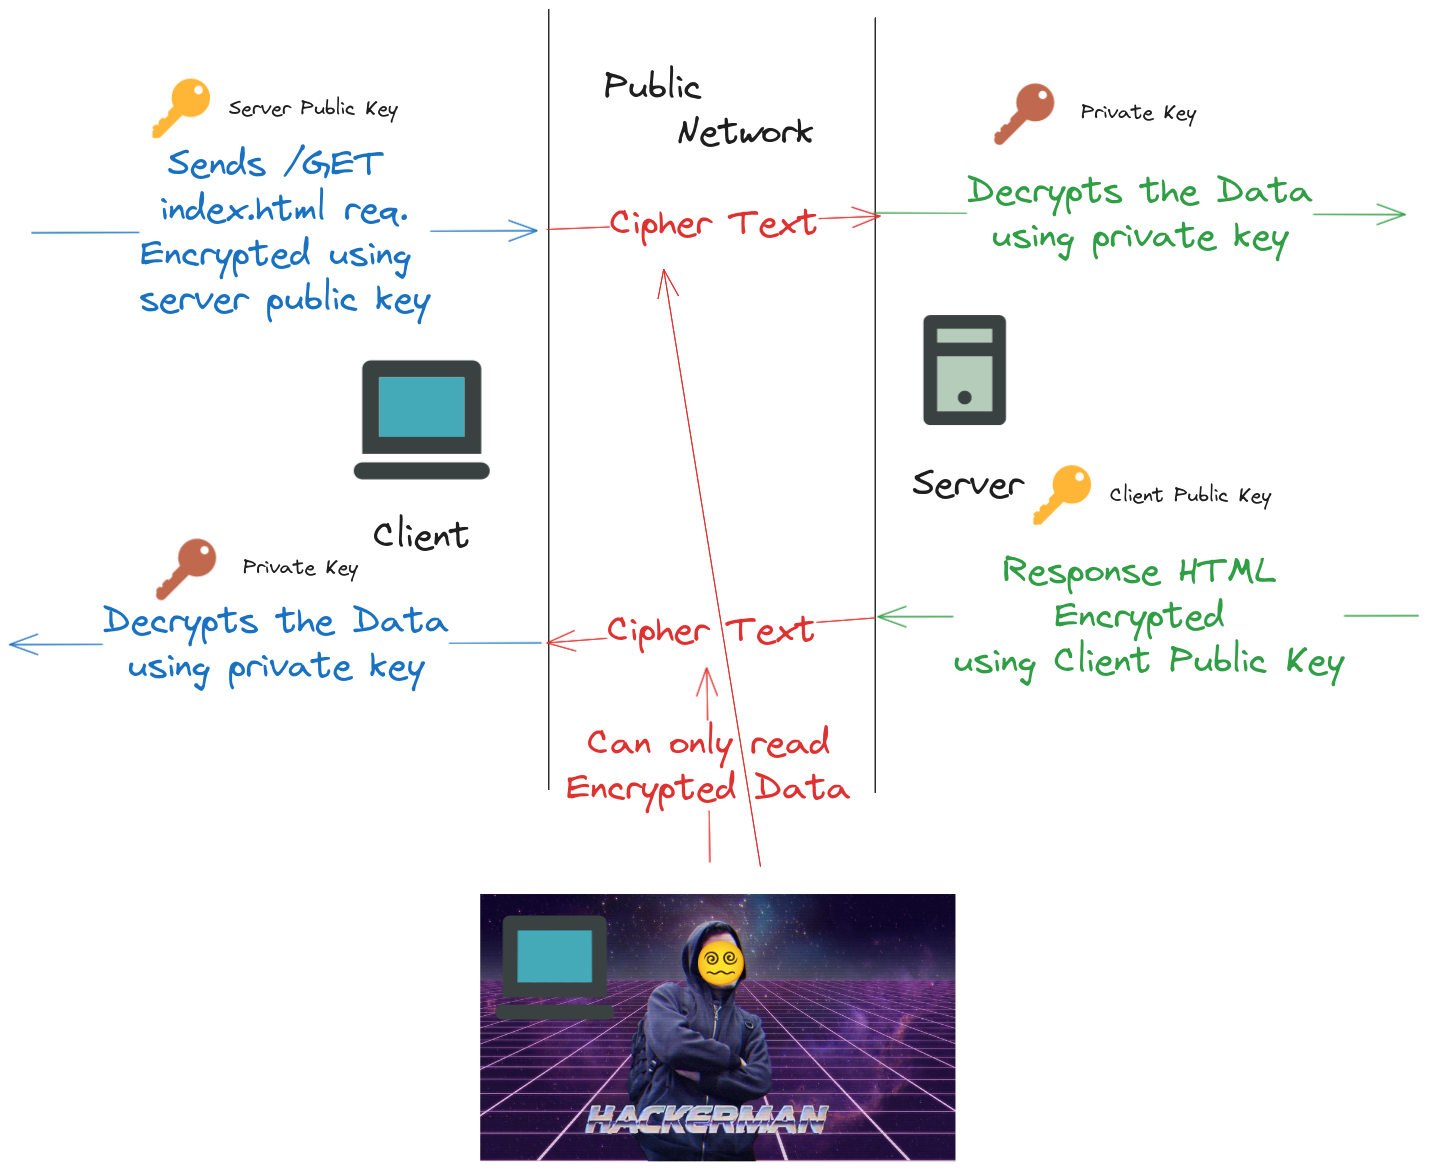 Public
Network
Server Public Key
Sends /GET
index.html req.
Encrypted using
server public key
Cipher Text
Private Key
Decrypts the Data
using private key
Client
Server
Client Public Key
Response HTML
Encrypted
using Client Public Key
Private Key
Decrypts the Data
using private key
Cipher Text
Can only read
Encrypted Data
HACKERMAN